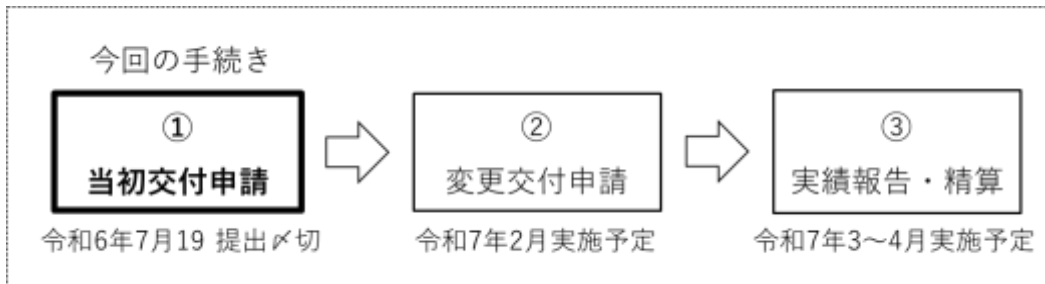 今回の手続き
①
当初交付申請
令和6年7月19 提出〆切
②
変更交付申請
令和7年2月実施予定
③
実績報告・精算
令和7年3～4月実施予定